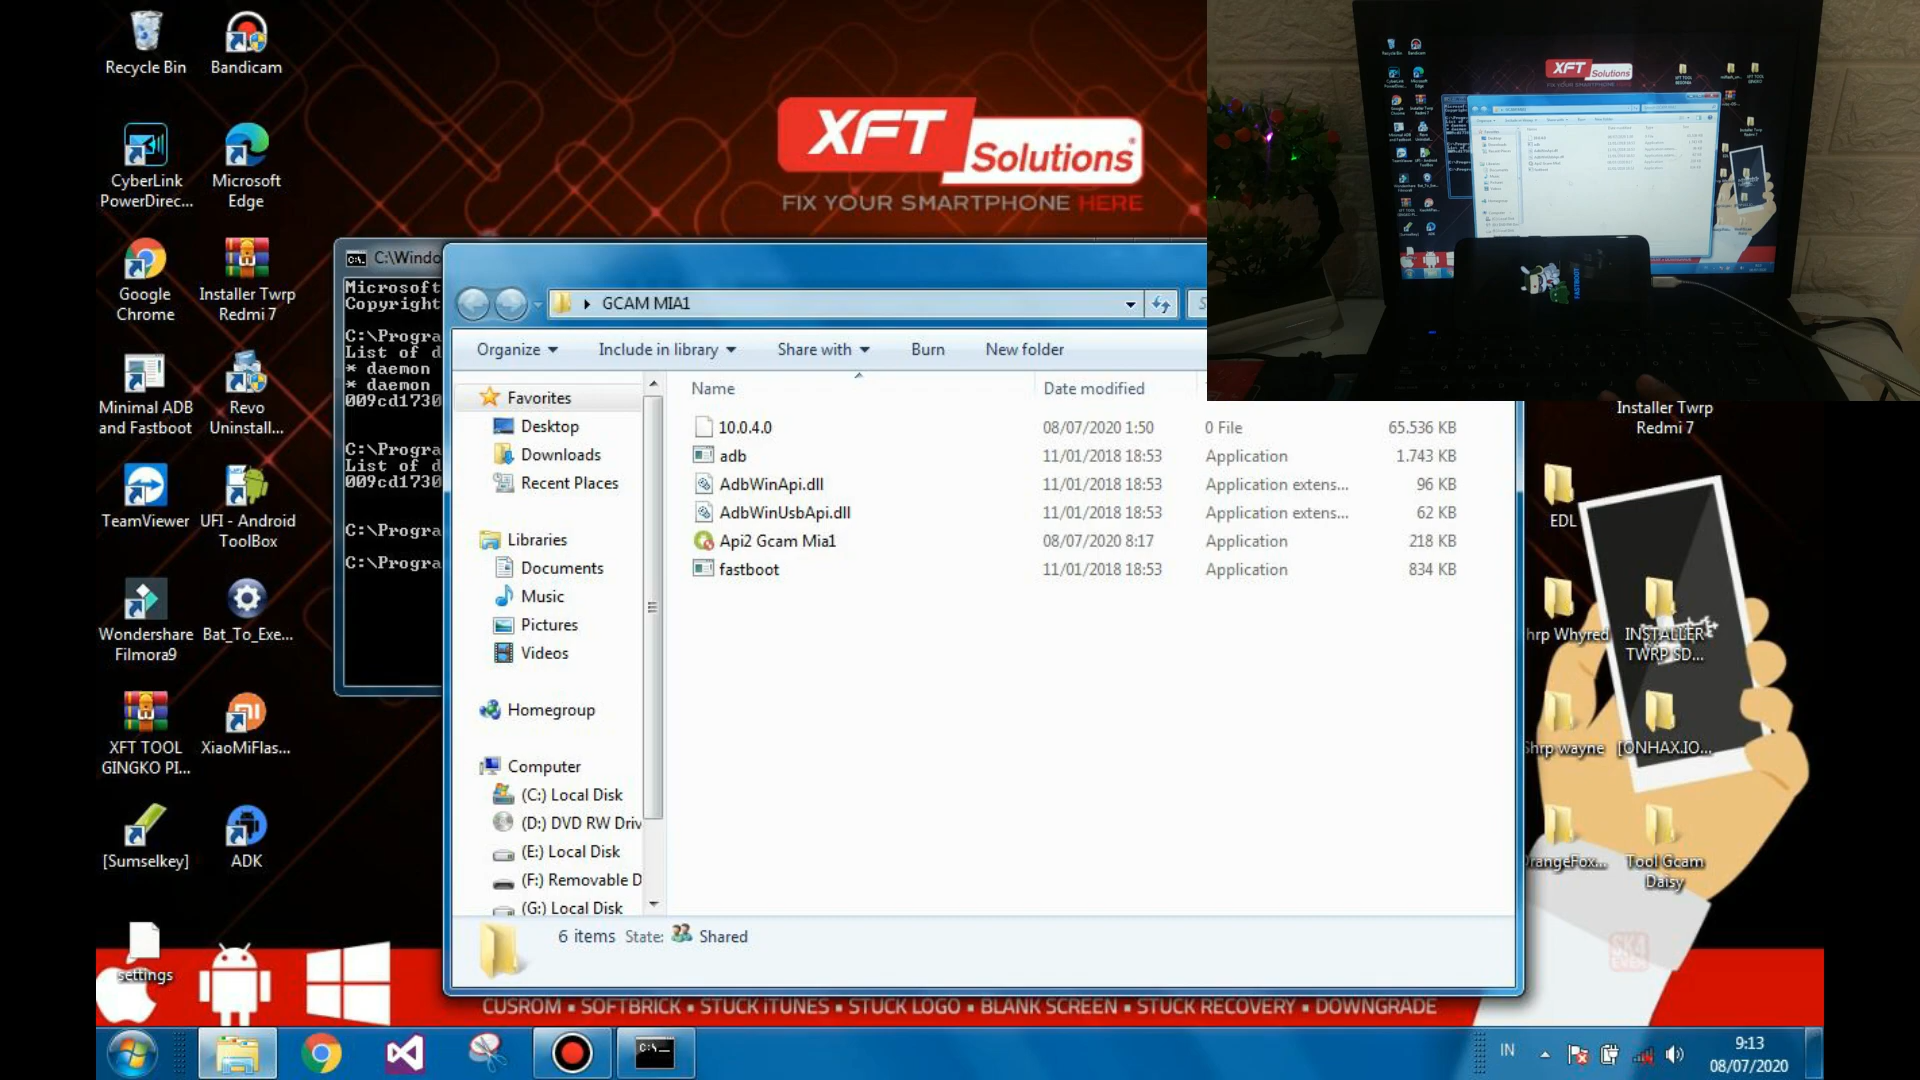 Recycle Bin
Bandicam
CyberLink
PowerDirec...
Microsoft
Edge
Google
Chrome
Installer Twrp
Redmi 7
Minimal ADB
and Fastboot
Revo
Uninstall...
TeamViewer
UFI - Android
ToolBox
Wondershare
Filmora9
Bat_To_Exe...
XFT TOOL
GINGKO PI...
XiaoMiFlas...
[Sumselkey]
ADK
settings
XFT
Solutions
FIX YOUR SMARTPHONE HERE
C:\Windo
Microsoft
Copyright
C:\Progra
List of d
* daemon
* daemon
009cd1730
C:\Progra
List of d
009cd1730
C:\Progra
C:\Progra
GCAM MIA1
Organize
Include in library
Share with
Burn
New folder
Name
Date modified
Favorites
Desktop
Downloads
Recent Places
Libraries
Documents
Music
Pictures
Videos
Homegroup
Computer
(C:) Local Disk
(D:) DVD RW Driv
(E:) Local Disk
(F:) Removable D
(G:) Local Disk
10.0.4.0 08/07/2020 1:50 0 File 65.536 KB
adb 11/01/2018 18:53 Application 1.743 KB
AdbWinApi.dll 11/01/2018 18:53 Application extens... 96 KB
AdbWinUsbApi.dll 11/01/2018 18:53 Application extens... 62 KB
Api2 Gcam Mia1 08/07/2020 8:17 Application 218 KB
fastboot 11/01/2018 18:53 Application 834 KB
6 items State: Shared
XFT Solutions
FASTBOOT
Installer Twrp
Redmi 7
EDL
hrp Whyred
INSTALLER
TWRP SD...
Shrp wayne
[ONHAX.IO...
OrangeFox...
Tool Gcam
Daisy
CUSROM ▪ SOFTBRICK ▪ STUCK iTUNES ▪ STUCK LOGO ▪ BLANK SCREEN ▪ STUCK RECOVERY ▪ DOWNGRADE
C:\_
IN
9:13
08/07/2020